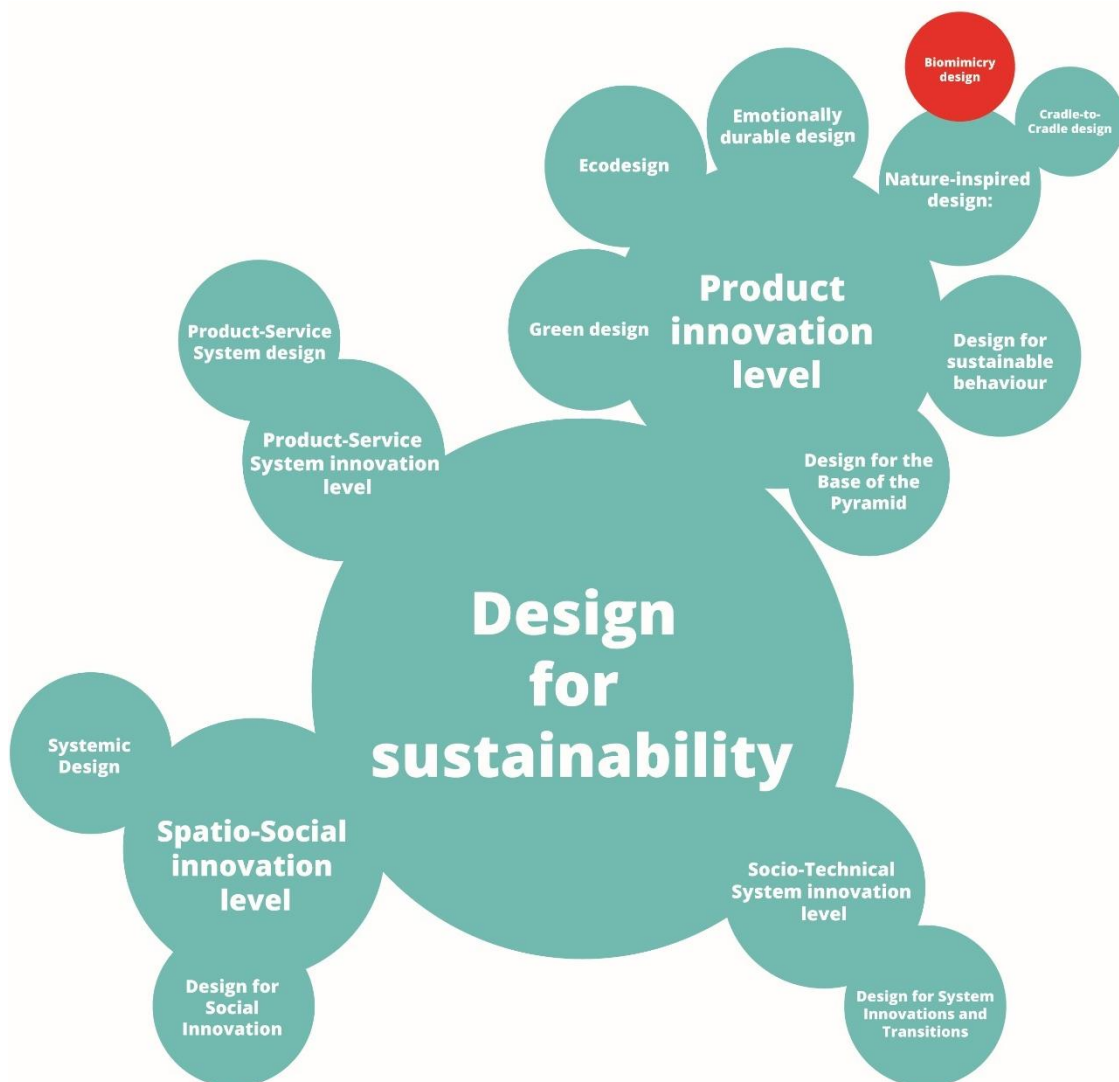 Biomimicry
design
Cradle-to-
Cradle design
Emotionally
durable design
Ecodesign
Nature-inspired
design:
Product
innovation
level
Green design
Design for
sustainable
behaviour
Product-Service
System design
Product-Service
System innovation
level
Design for the
Base of the
Pyramid
Design
for
sustainability
Systemic
Design
Spatio-Social
innovation
level
Socio-Technical
System innovation
level
Design for
Social
Innovation
Design for System
Innovations and
Transitions